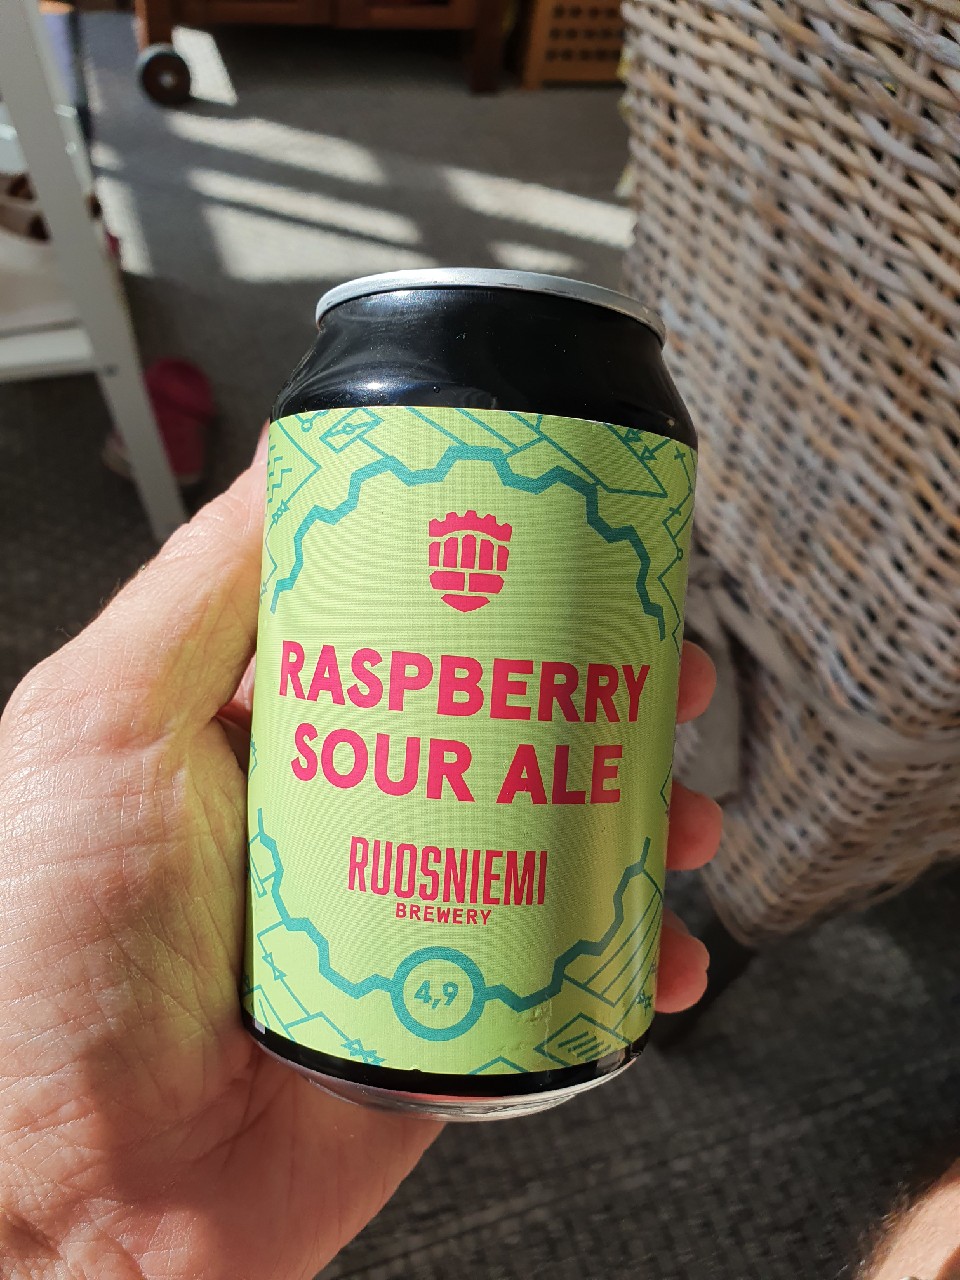 RASPBERRY
SOUR ALE
RUOSNIEMI
BREWERY
4,9